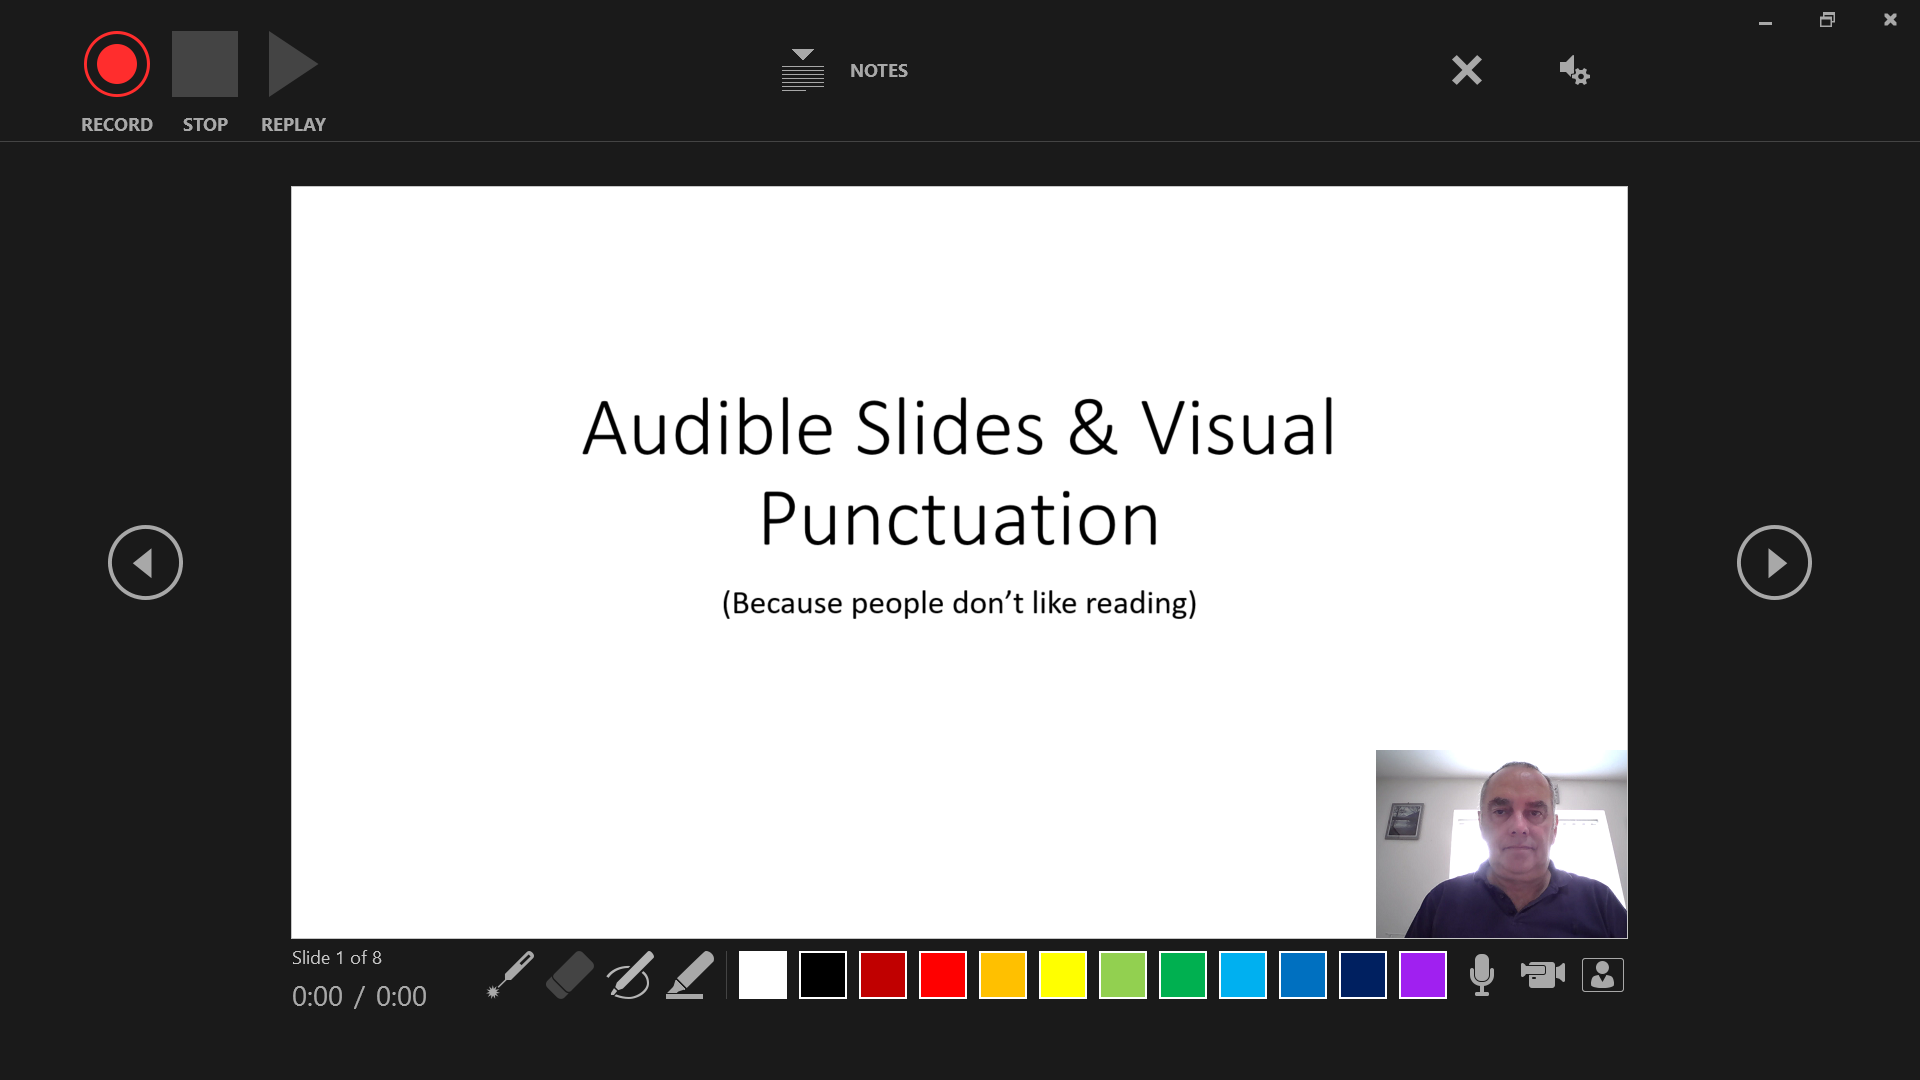 RECORD STOP REPLAY
NOTES
Audible Slides & Visual
Punctuation
(Because people don’t like reading)
Slide 1 of 8
0:00 / 0:00